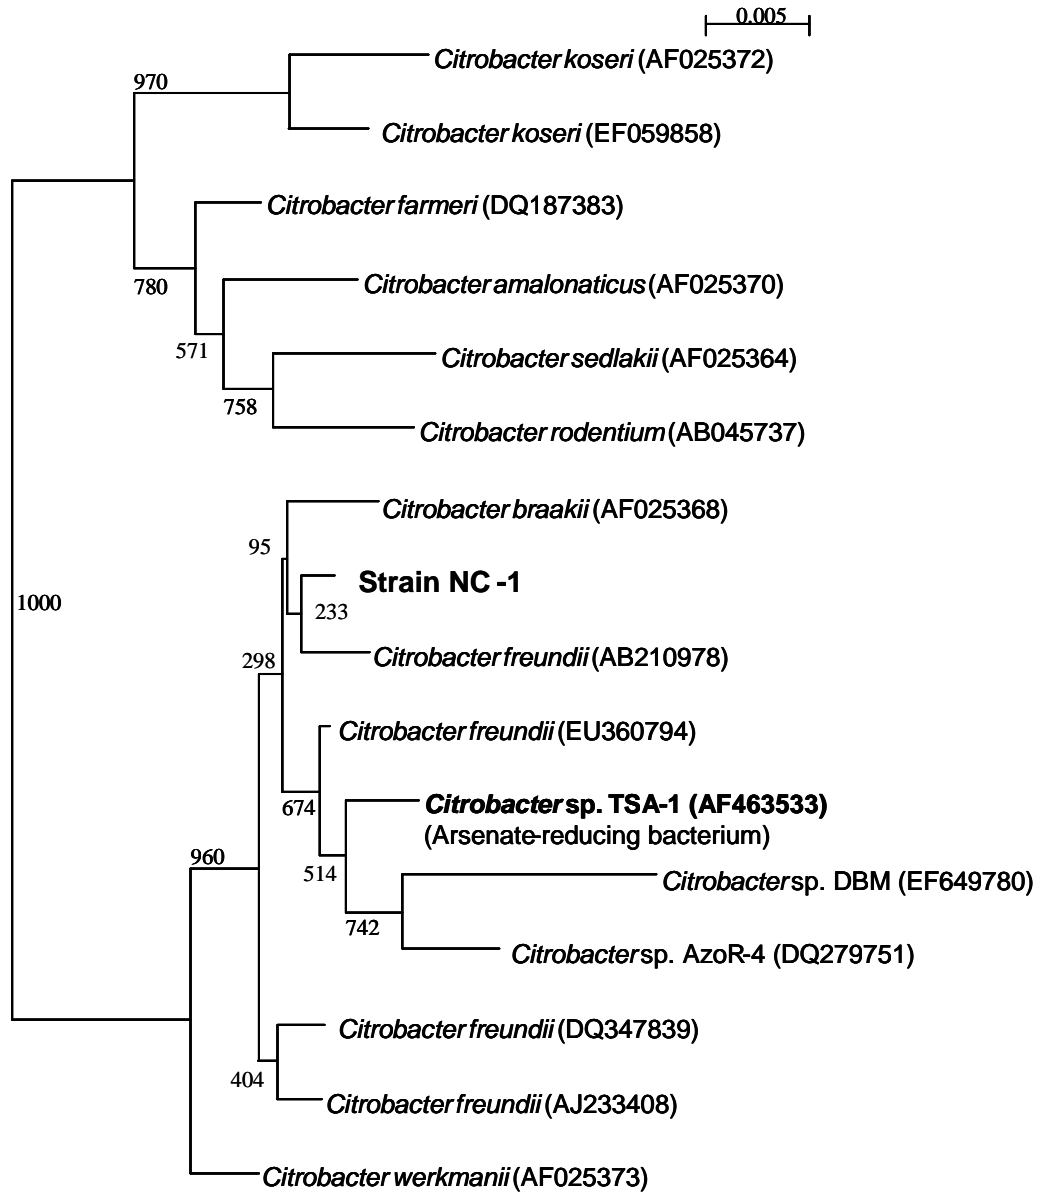 0.005
Citrobacter koseri (AF025372)
970
Citrobacter koseri (EF059858)
Citrobacter farmeri (DQ187383)
780
Citrobacter amalonaticus (AF025370)
571
Citrobacter sedlakii (AF025364)
758
Citrobacter rodentium (AB045737)
Citrobacter braakii (AF025368)
95
Strain NC -1
1000
233
298
Citrobacter freundii (AB210978)
Citrobacter freundii (EU360794)
674
Citrobacter sp. TSA-1 (AF463533)
(Arsenate-reducing bacterium)
960
514
Citrobacter sp. DBM (EF649780)
742
Citrobacter sp. AzoR-4 (DQ279751)
Citrobacter freundii (DQ347839)
404
Citrobacter freundii (AJ233408)
Citrobacter werkmanii (AF025373)